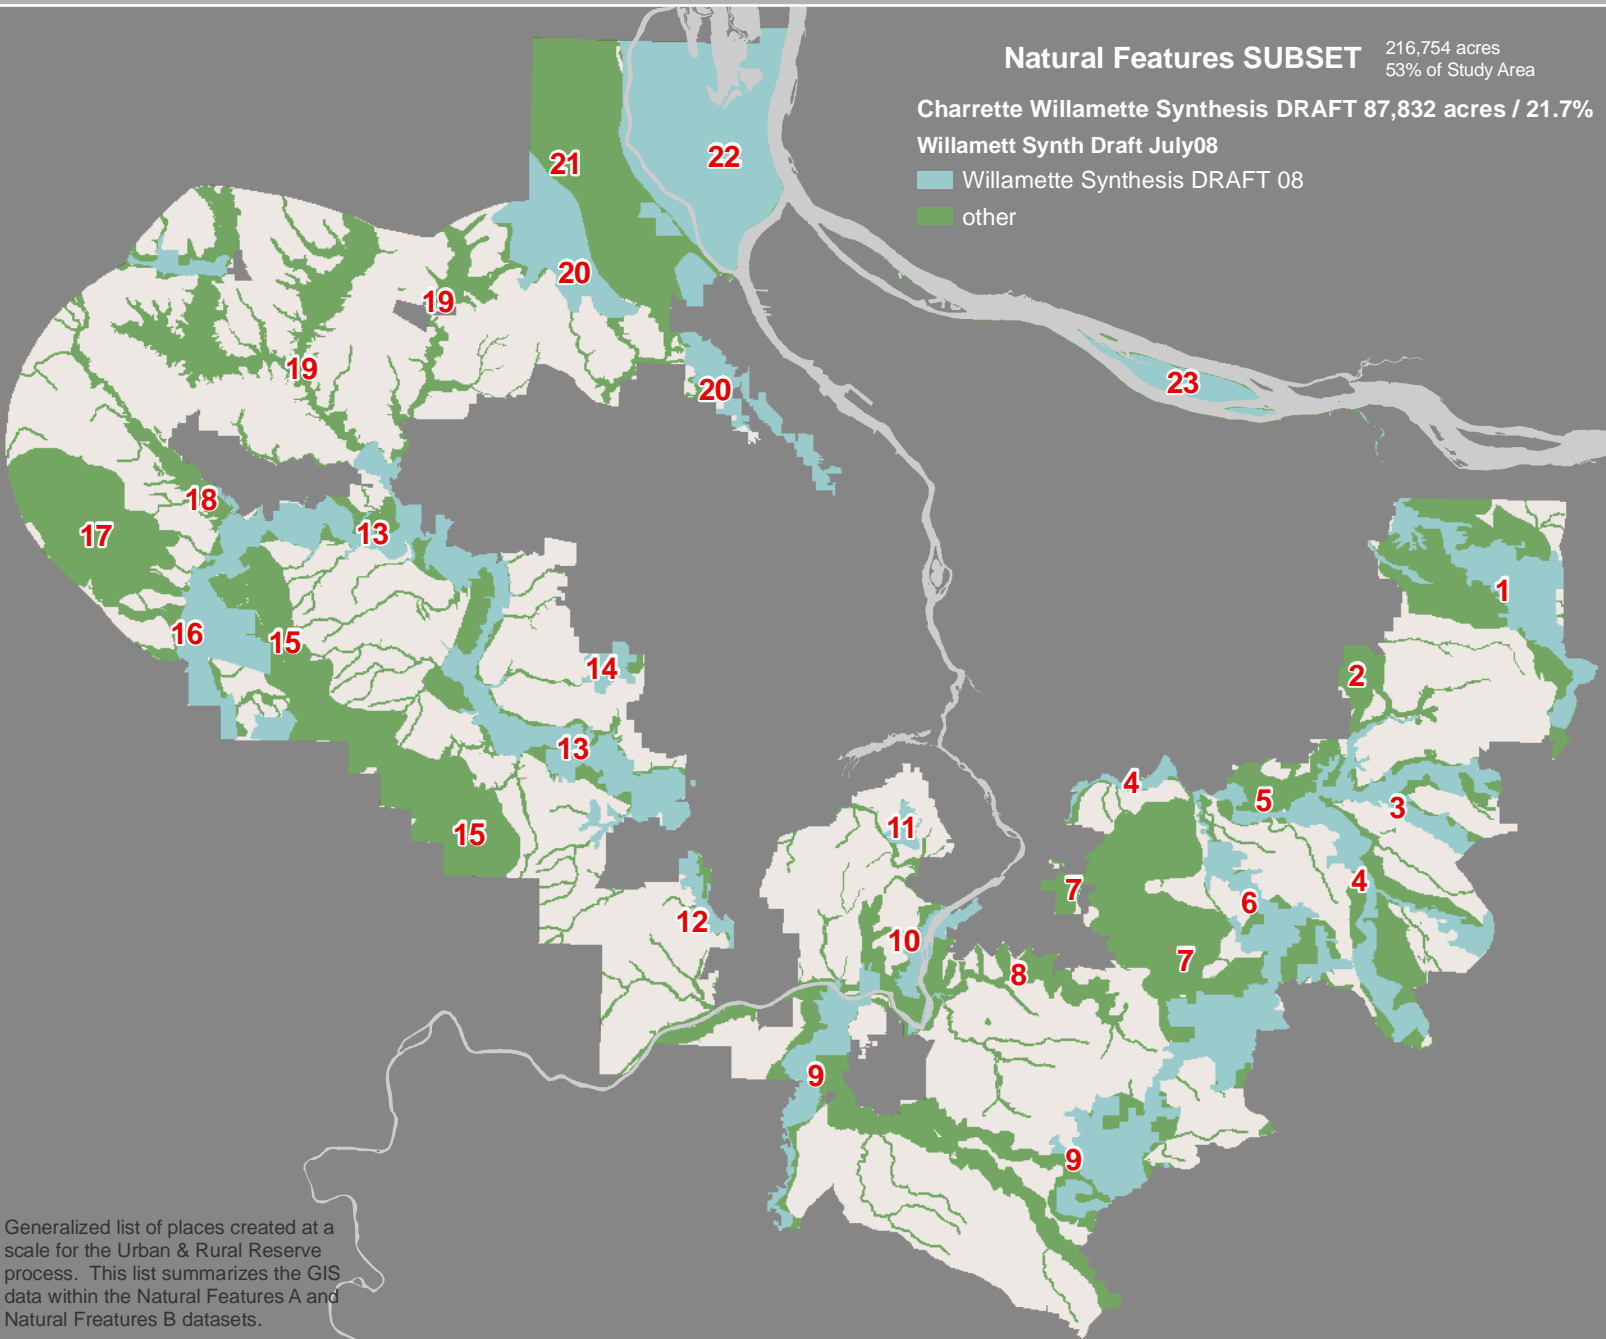 Natural Features SUBSET
216,754 acres
53% of Study Area
Charrette Willamette Synthesis DRAFT 87,832 acres / 21.7%
Willamett Synth Draft July08
Willamette Synthesis DRAFT 08
other
21
22
20
19
19
20
23
18
13
17
1
16
15
14
2
13
4
5
3
15
11
7
4
12
6
10
7
8
9
9
Generalized list of places created at a
scale for the Urban & Rural Reserve
process. This list summarizes the GIS
data within the Natural Features A and
Natural Freatures B datasets.